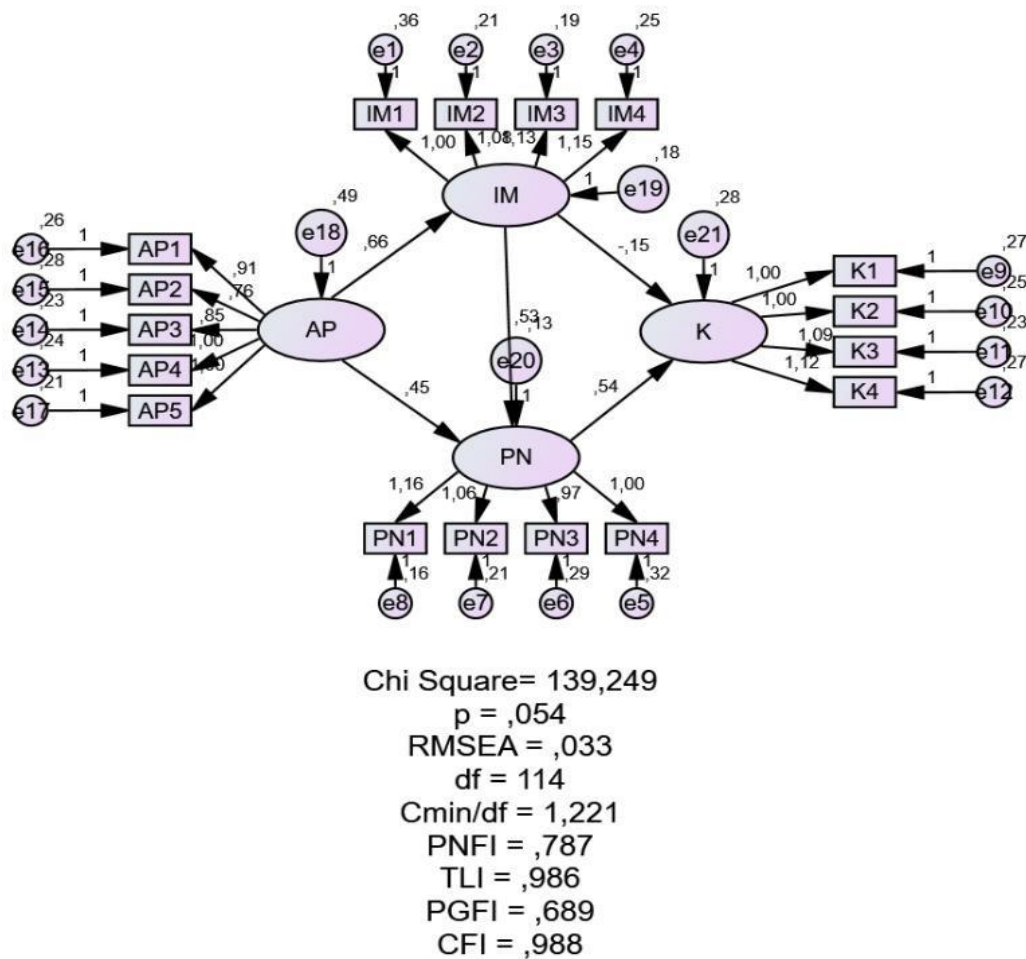 ,36 ,21 ,19 ,25
e1 e2 e3 e4
1 1 1 1
IM1 IM2 IM3 IM4
1,00 1,08 1,13 1,15
,18
IM 1 e19
,49 ,28
e18 ,66 -,15 e21
1 1
,26
e16 1 AP1 ,91
,28
e15 1 AP2 ,76
,23
e14 1 AP3 ,85
,24
e13 1 AP4 1,00
,21
e17 1 AP5
AP
K
1,00 K1 1 e9 ,27
1,00 K2 1 e10 ,25
1,09 K3 1 e11 ,23
1,12 K4 1 e12 ,27
,53 ,13
e20
1
,45 ,54
PN
1,16 1,06 ,97 1,00
PN1 PN2 PN3 PN4
1 1 1 1
,16 ,21 ,29 ,32
e8 e7 e6 e5
Chi Square= 139,249
p = ,054
RMSEA = ,033
df = 114
Cmin/df = 1,221
PNFI = ,787
TLI = ,986
PGFI = ,689
CFI = ,988